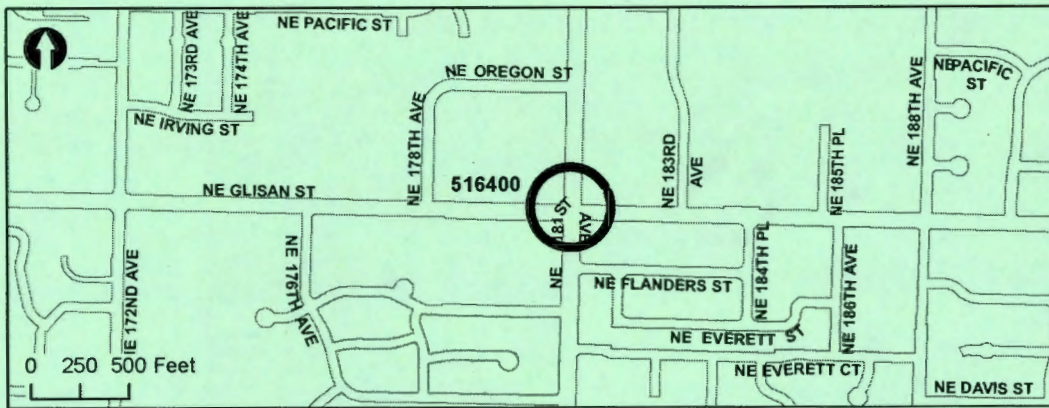 NE PACIFIC ST
NE 173RD AVE
NE 174TH AVE
NE OREGON ST
NE 178TH AVE
NE 183RD
AVE
NE 188TH AVE
NE PACIFIC
ST
NE IRVING ST
NE 185TH PL
NE GLISAN ST
516400
NE 181ST AVE
NE 172ND AVE
NE 176TH AVE
NE FLANDERS ST
NE 184TH PL
NE 186TH AVE
NE EVERETT ST
NE EVERETT CT
NE DAVIS ST
0 250 500 Feet